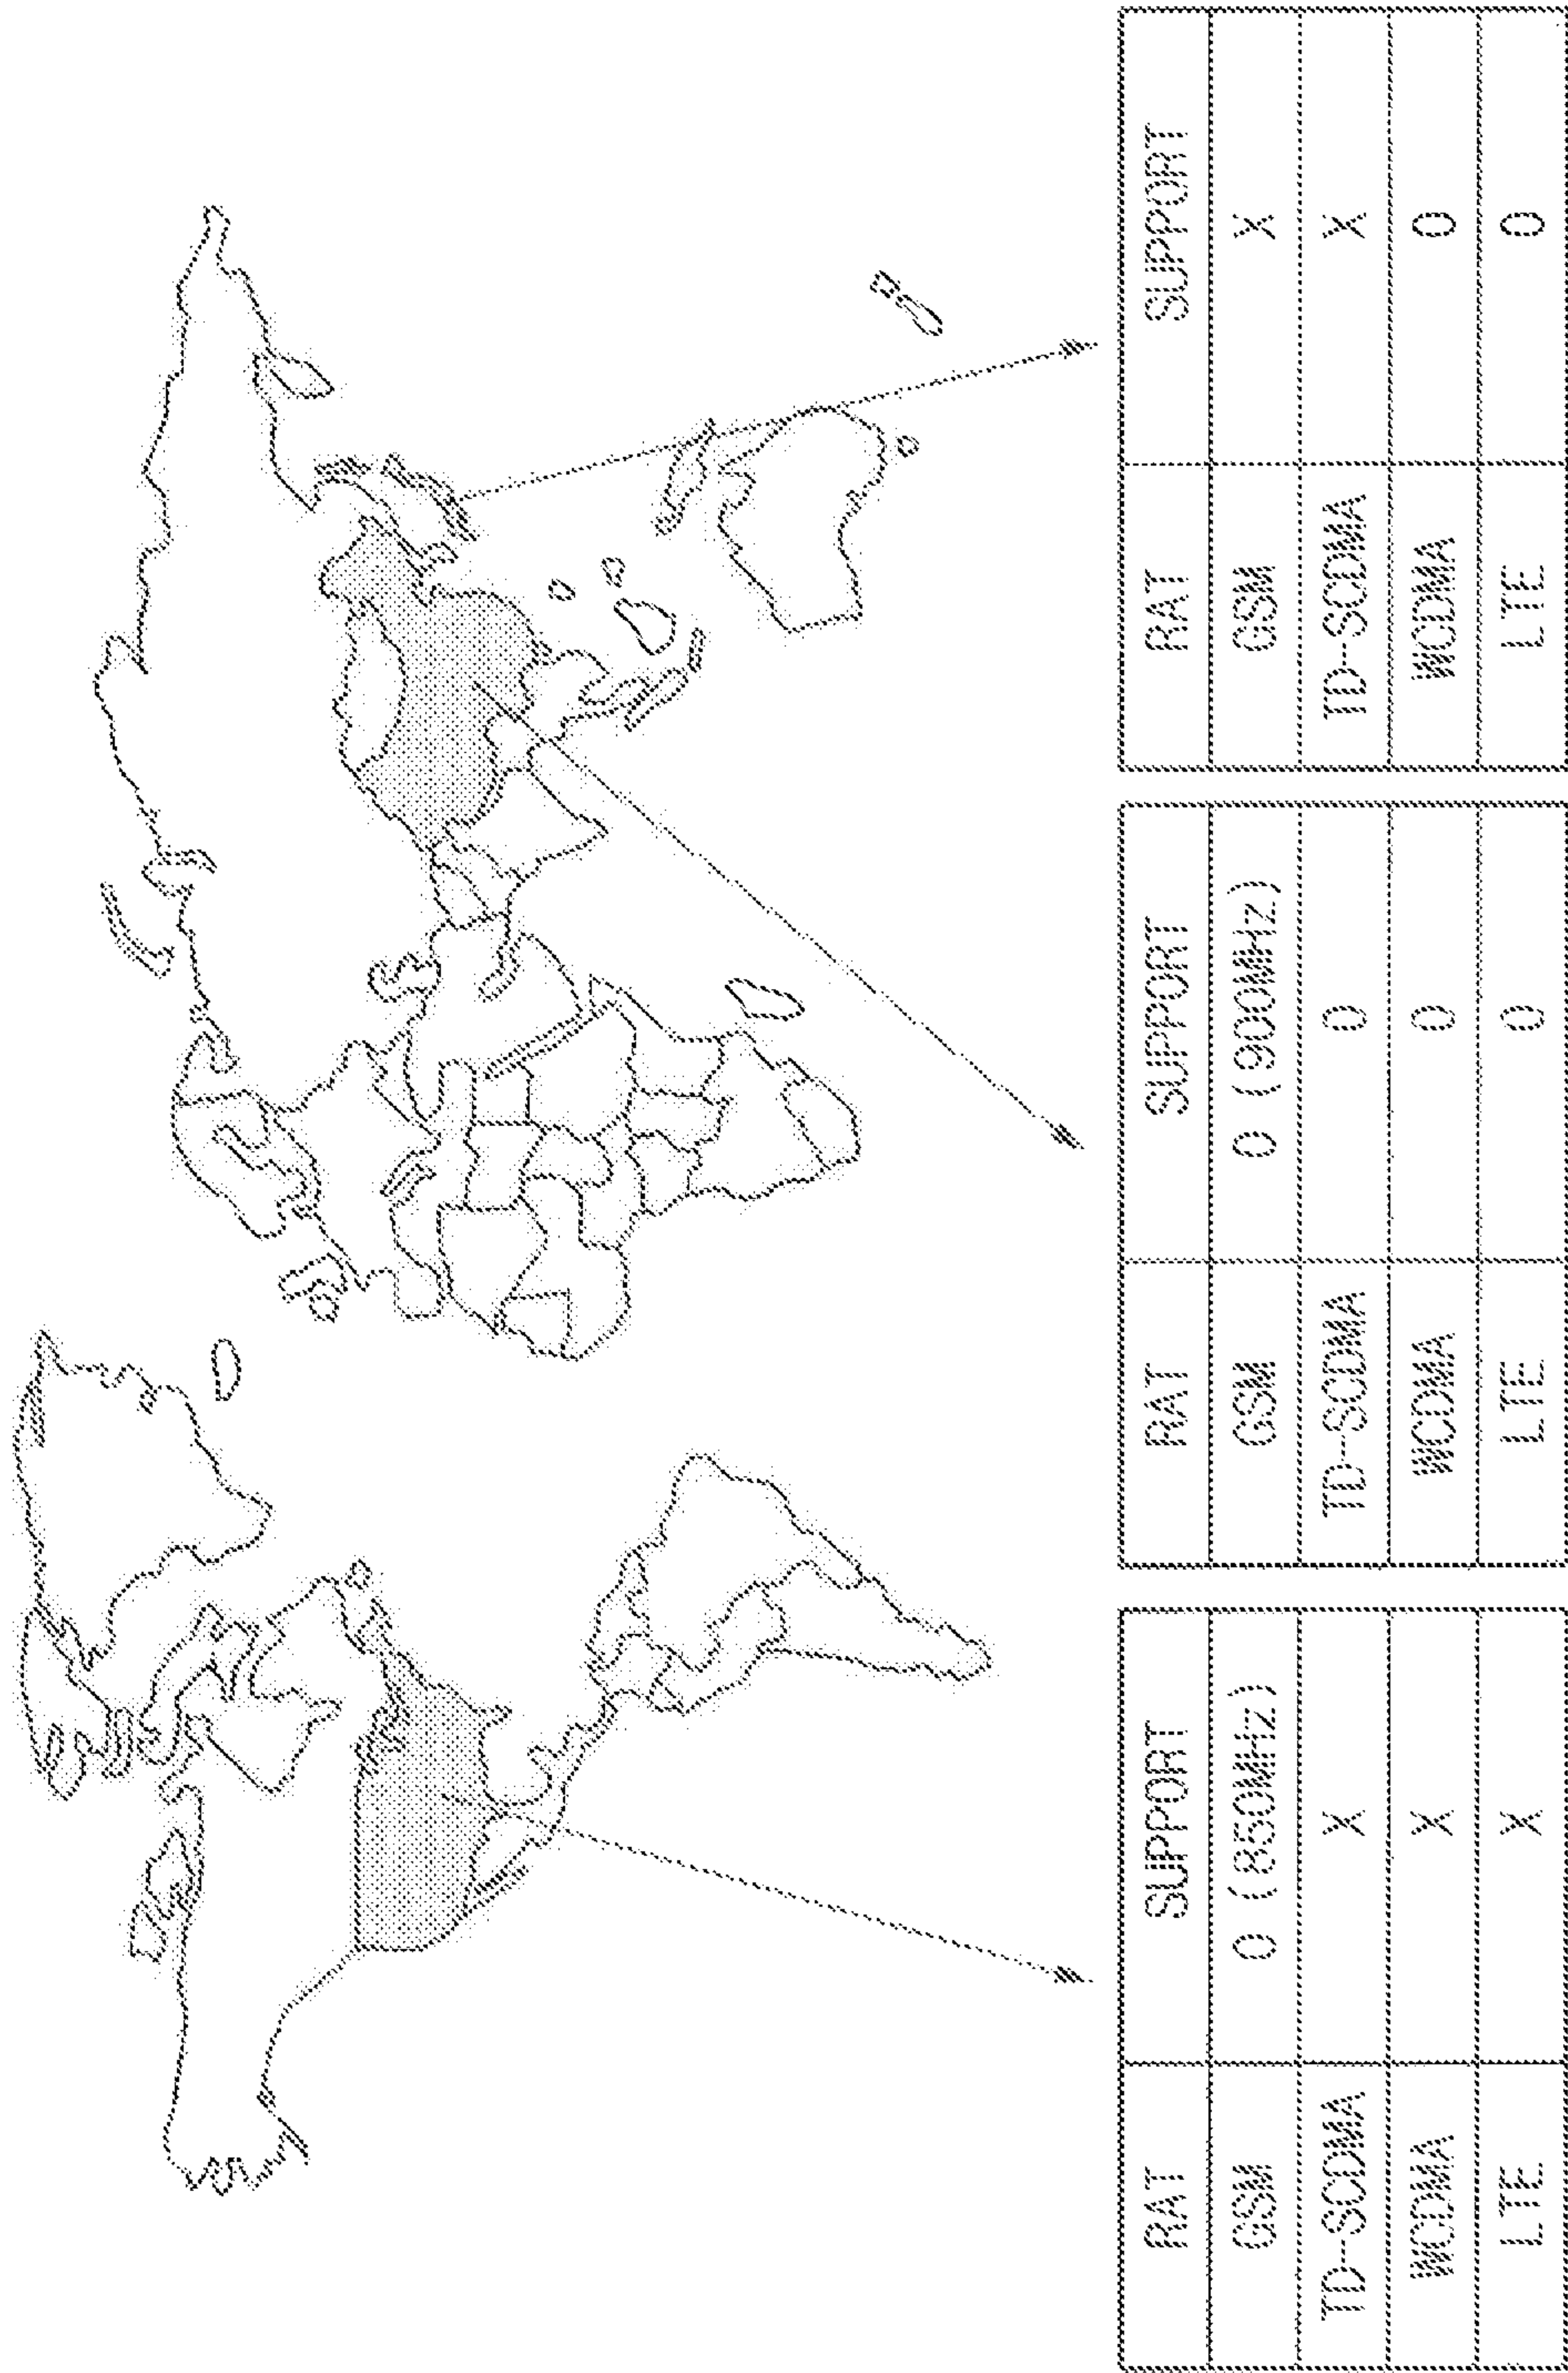 RAT SUPPORT
GSM O (850MHz)
TD-SCDMA X
WCDMA X
LTE X
RAT SUPPORT
GSM O (900MHz)
TD-SCDMA O
WCDMA O
LTE O
RAT SUPPORT
GSM X
TD-SCDMA X
WCDMA O
LTE O